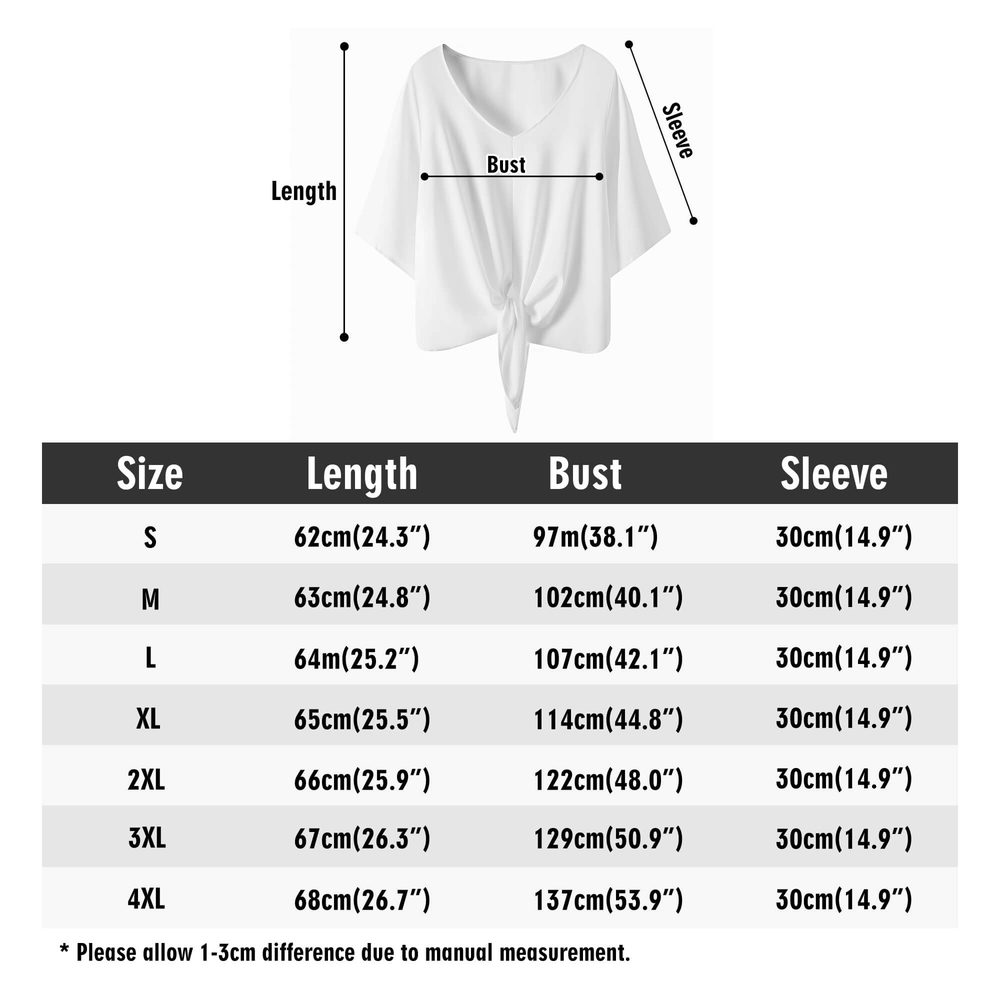 Sleeve
Bust
Length
Size Length Bust Sleeve
S 62cm(24.3”) 97m(38.1”) 30cm(14.9”)
M 63cm(24.8”) 102cm(40.1”) 30cm(14.9”)
L 64m(25.2”) 107cm(42.1”) 30cm(14.9”)
XL 65cm(25.5”) 114cm(44.8”) 30cm(14.9”)
2XL 66cm(25.9”) 122cm(48.0”) 30cm(14.9”)
3XL 67cm(26.3”) 129cm(50.9”) 30cm(14.9”)
4XL 68cm(26.7”) 137cm(53.9”) 30cm(14.9”)
* Please allow 1-3cm difference due to manual measurement.